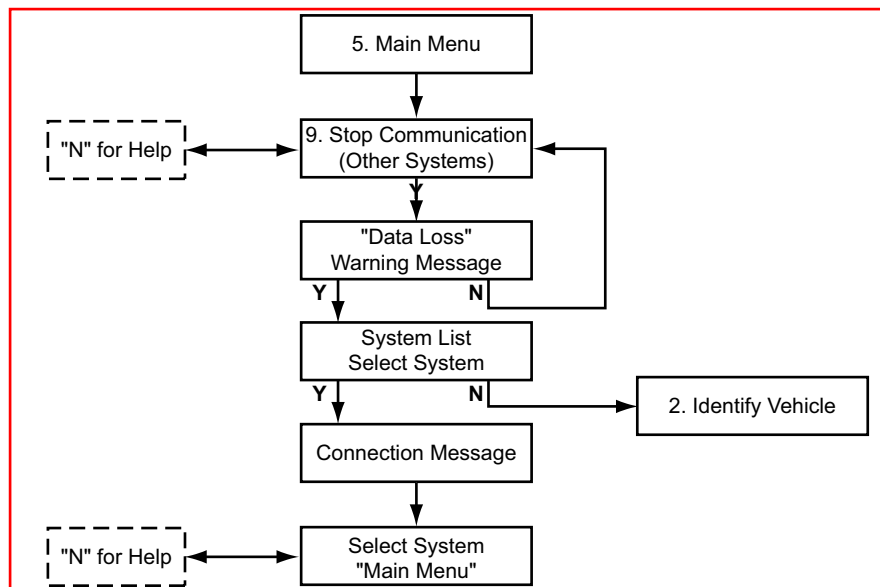 5. Main Menu
"N" for Help
9. Stop Communication
(Other Systems)
Y
"Data Loss"
Warning Message
Y
N
System List
Select System
Y
N
2. Identify Vehicle
Connection Message
"N" for Help
Select System
"Main Menu"